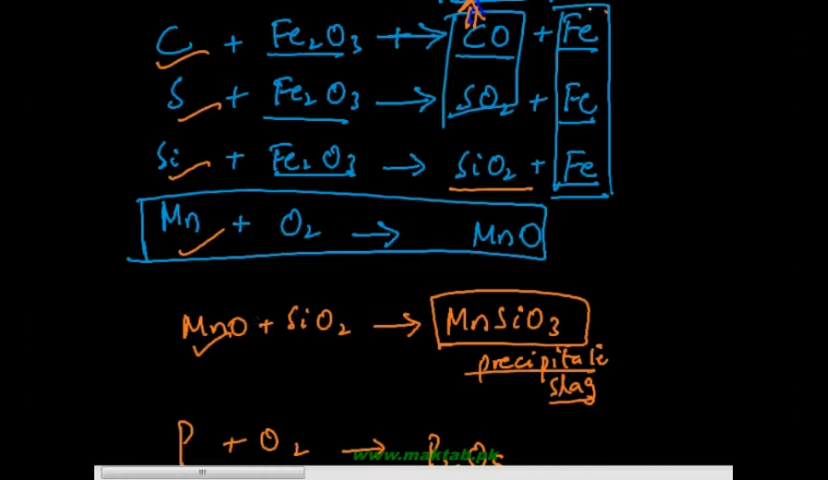 C + Fe₂O₃ → CO + Fe
S + Fe₂O₃ → SO₂ + Fe
Si + Fe₂O₃ → SiO₂ + Fe
Mn + O₂ → MnO
MnO + SiO₂ → MnSiO₃
precipitate
slag
P + O₂ → P₂O₅
www.maktab.pk